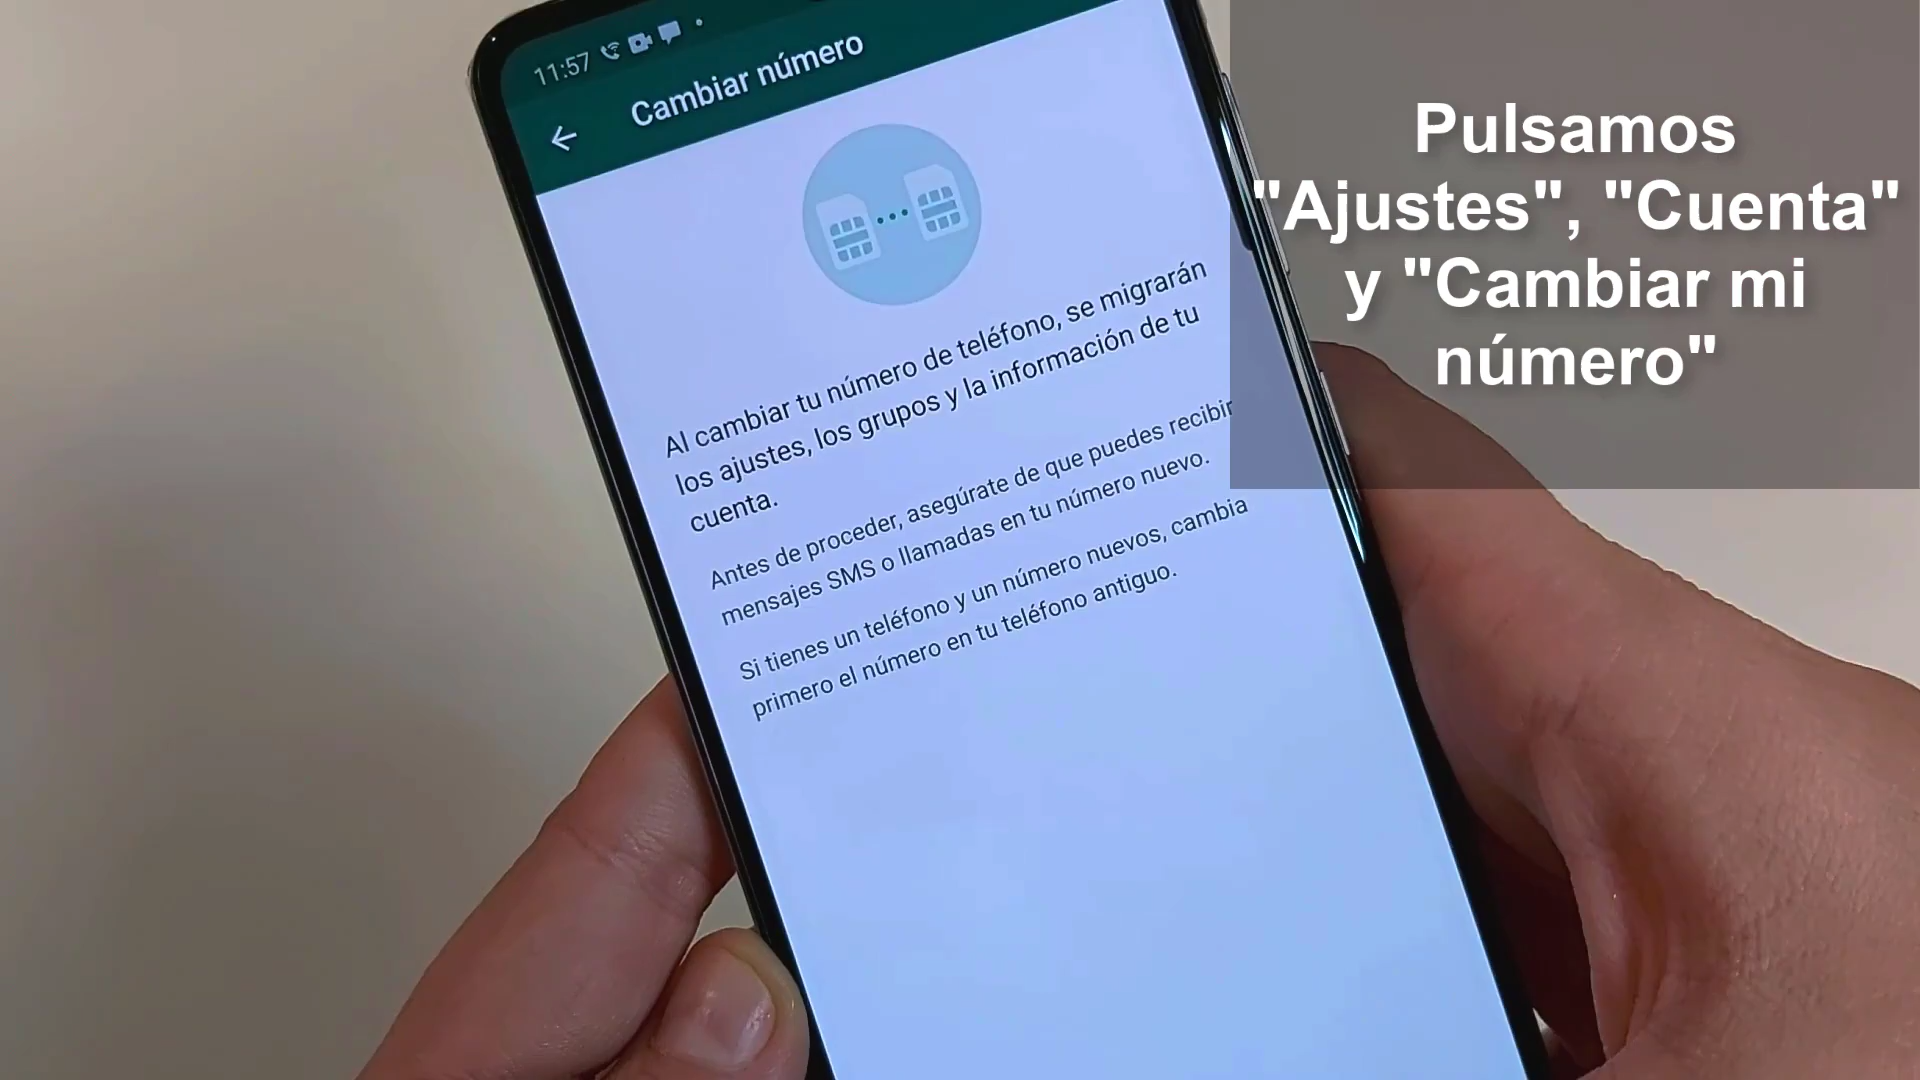 11:57
Cambiar número
Al cambiar tu número de teléfono, se migrarán
los ajustes, los grupos y la información de tu
cuenta.
Antes de proceder, asegúrate de que puedes recibir
mensajes SMS o llamadas en tu número nuevo.
Si tienes un teléfono y un número nuevos, cambia
primero el número en tu teléfono antiguo.
Pulsamos
"Ajustes", "Cuenta"
y "Cambiar mi
número"